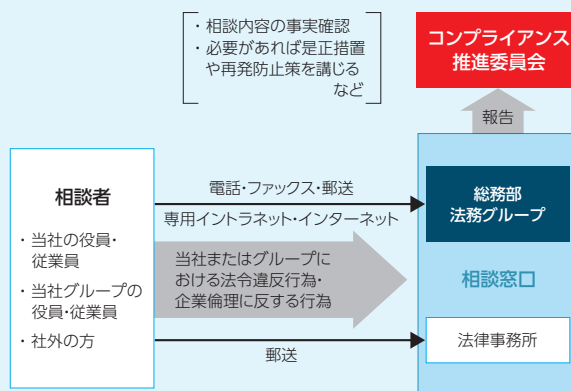 ・相談内容の事実確認
・必要があれば是正措置
や再発防止策を講じる
など
コンプライアンス
推進委員会
報告
相談者
・当社の役員・
従業員
・当社グループの
役員・従業員
・社外の方
電話・ファックス・郵送
専用イントラネット・インターネット
当社またはグループに
おける法令違反行為・
企業倫理に反する行為
郵送
総務部
法務グループ
相談窓口
法律事務所